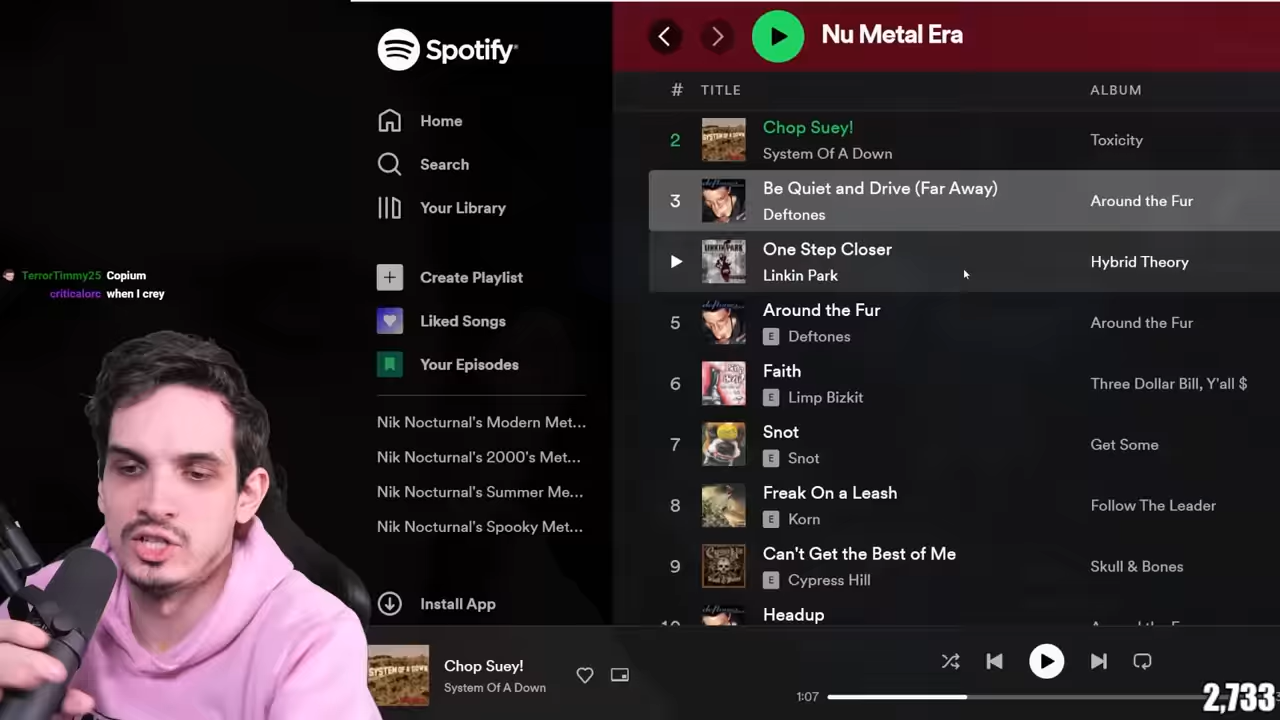 Spotify
Home
Search
Your Library
Create Playlist
Liked Songs
Your Episodes
Nik Nocturnal's Modern Met...
Nik Nocturnal's 2000's Met...
Nik Nocturnal's Summer Me...
Nik Nocturnal's Spooky Met...
Install App
TerrorTimmy25 Copium
criticalorc when I crey
Nu Metal Era
# TITLE ALBUM
2 Chop Suey! Toxicity
System Of A Down
3 Be Quiet and Drive (Far Away) Around the Fur
Deftones
One Step Closer Hybrid Theory
Linkin Park
5 Around the Fur Around the Fur
E Deftones
6 Faith Three Dollar Bill, Y'all $
E Limp Bizkit
7 Snot Get Some
E Snot
8 Freak On a Leash Follow The Leader
E Korn
9 Can't Get the Best of Me Skull & Bones
E Cypress Hill
Headup
Chop Suey!
System Of A Down
1:07
2,733